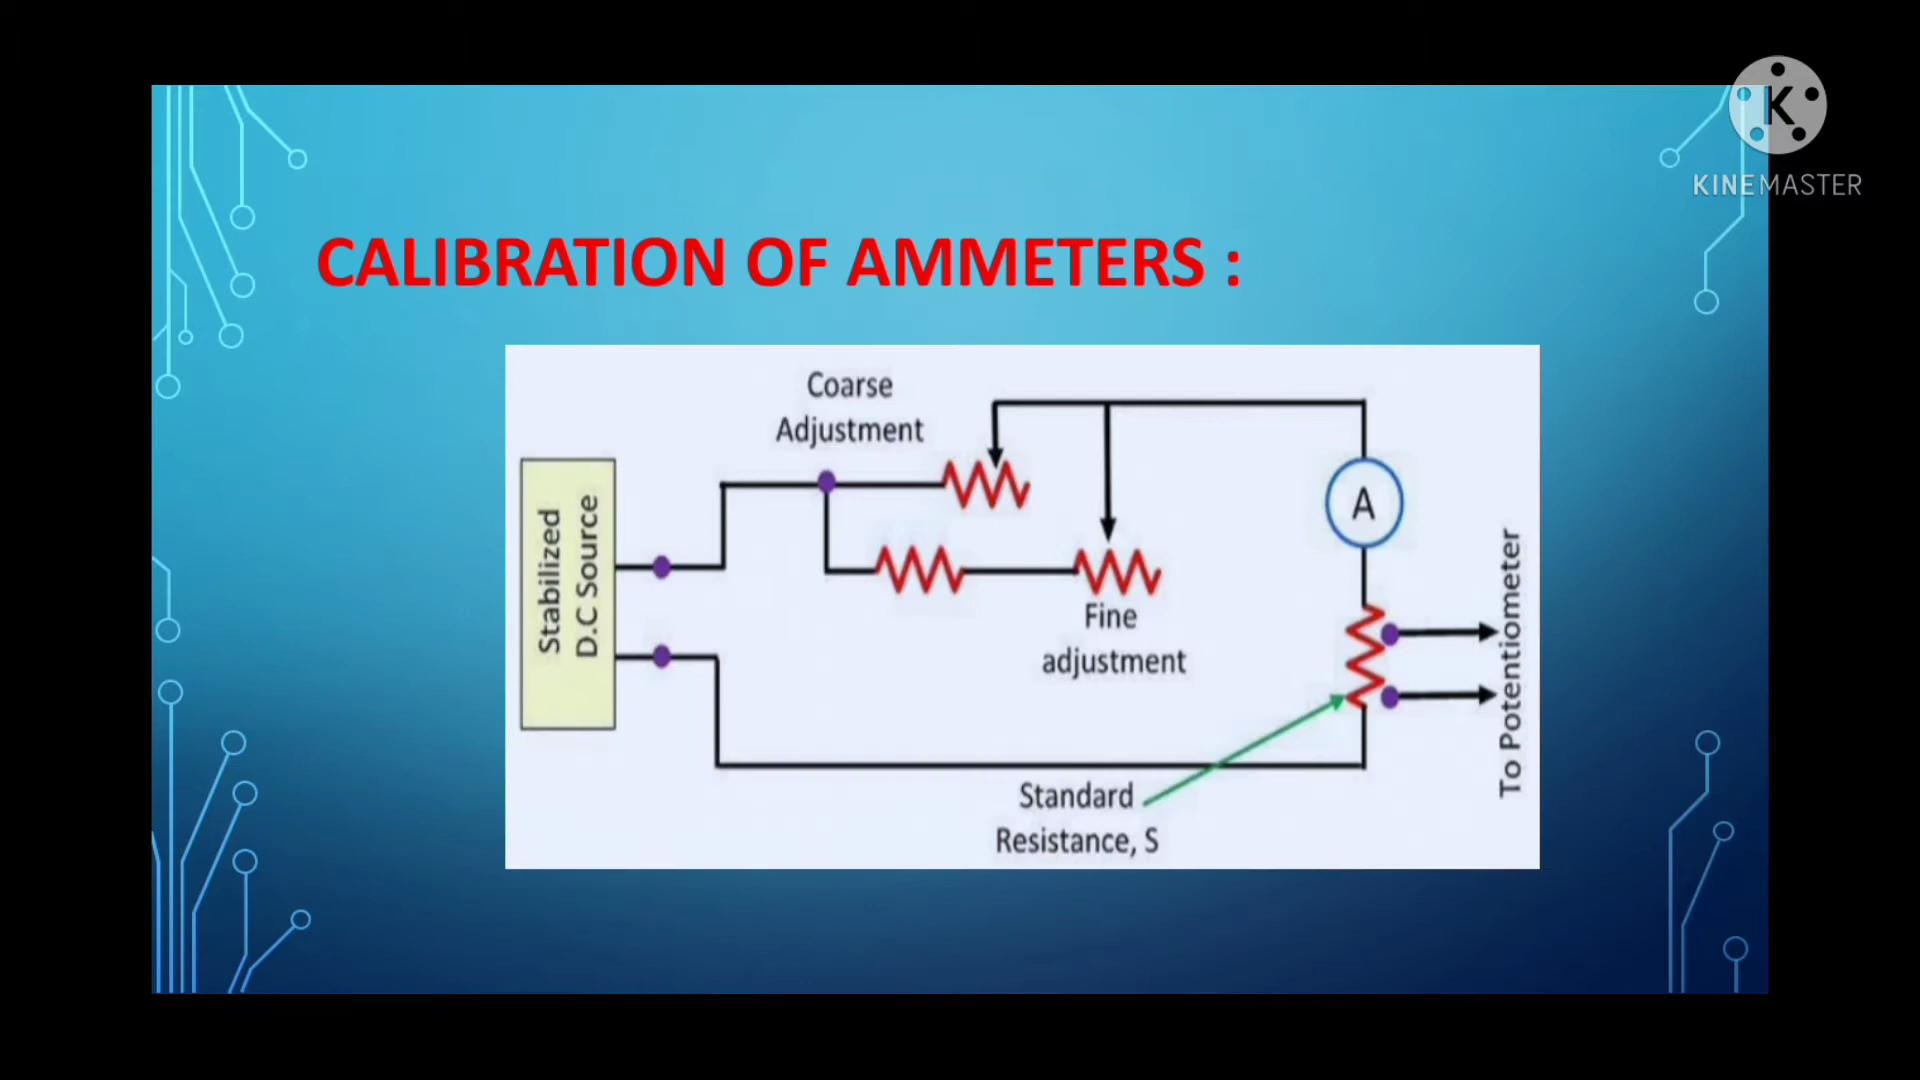 K
KINEMASTER
CALIBRATION OF AMMETERS :
Coarse
Adjustment
Stabilized
D.C Source
A
Fine
adjustment
To Potentiometer
Standard
Resistance, S